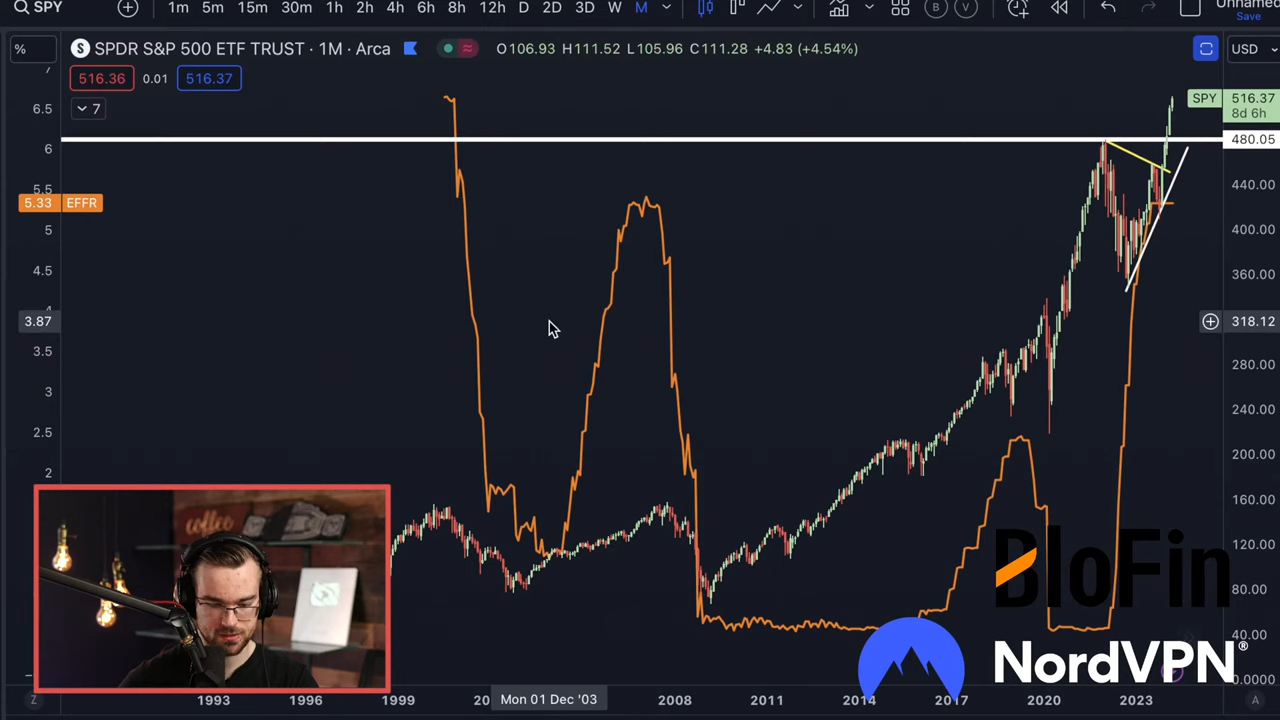 SPY 1m 5m 15m 30m 1h 2h 4h 6h 8h 12h D 2D 3D W M B V Unnamed
Save
% S SPDR S&P 500 ETF TRUST · 1M · Arca O106.93 H111.52 L105.96 C111.28 +4.83 (+4.54%) USD
516.36 0.01 516.37
7
SPY 516.37
8d 6h
6.5
480.05
6
5.5
440.00
5.33 EFFR
5
400.00
4.5
360.00
4
3.87
318.12
3.5
280.00
3
240.00
2.5
200.00
2
160.00
coffee
120.00
BloFin
80.00
40.00
NordVPN®
0.0000
Z 1993 1996 1999 20 Mon 01 Dec '03 2008 2011 2014 2017 2020 2023 A